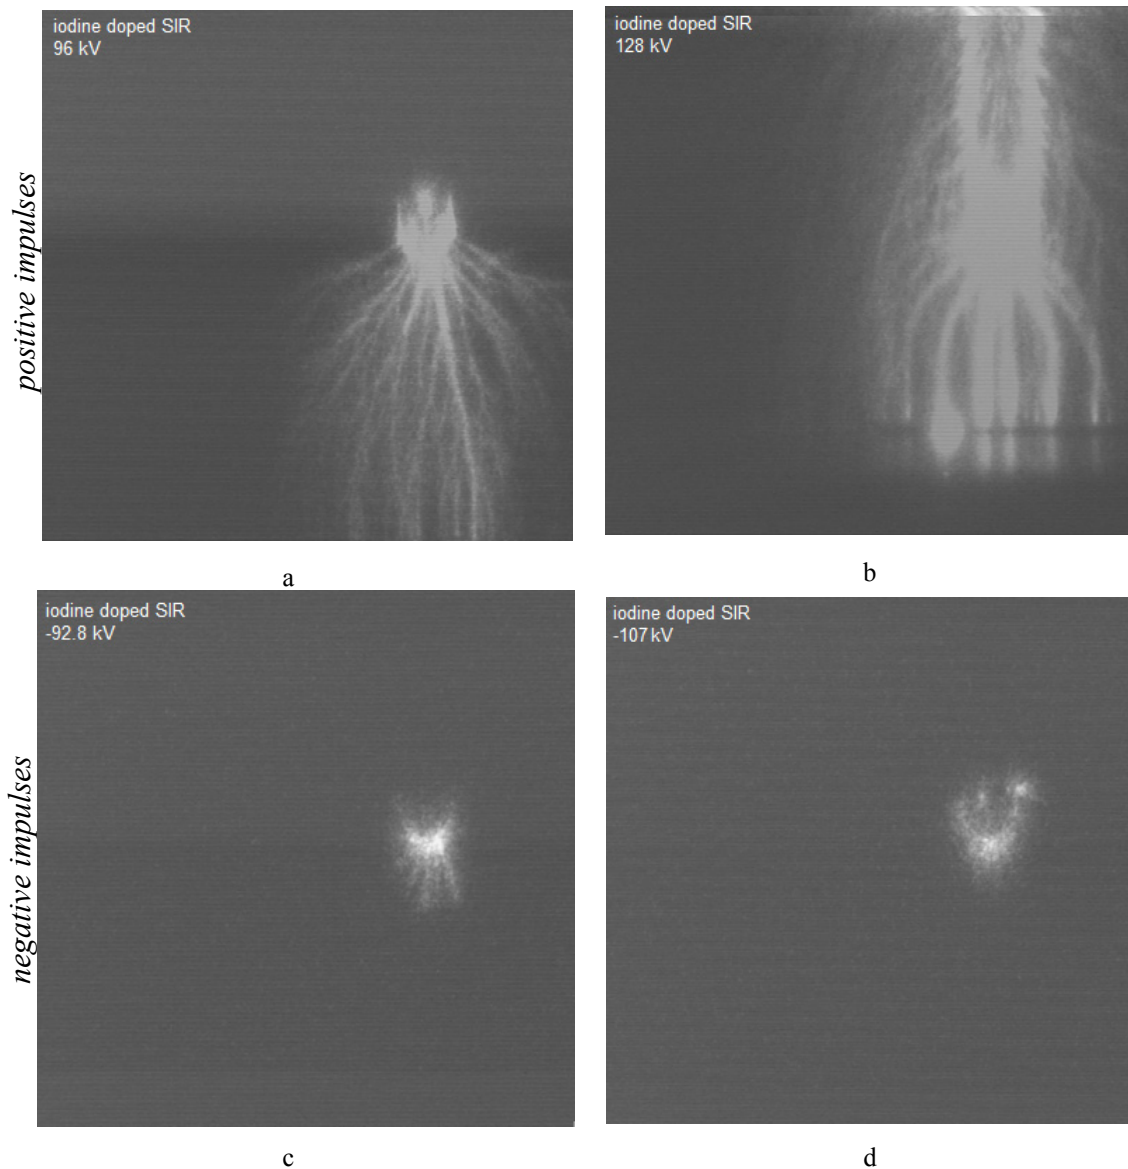 iodine doped SIR
96 kV
iodine doped SIR
128 kV
positive impulses
a
b
iodine doped SIR
-92.8 kV
iodine doped SIR
-107 kV
negative impulses
c
d